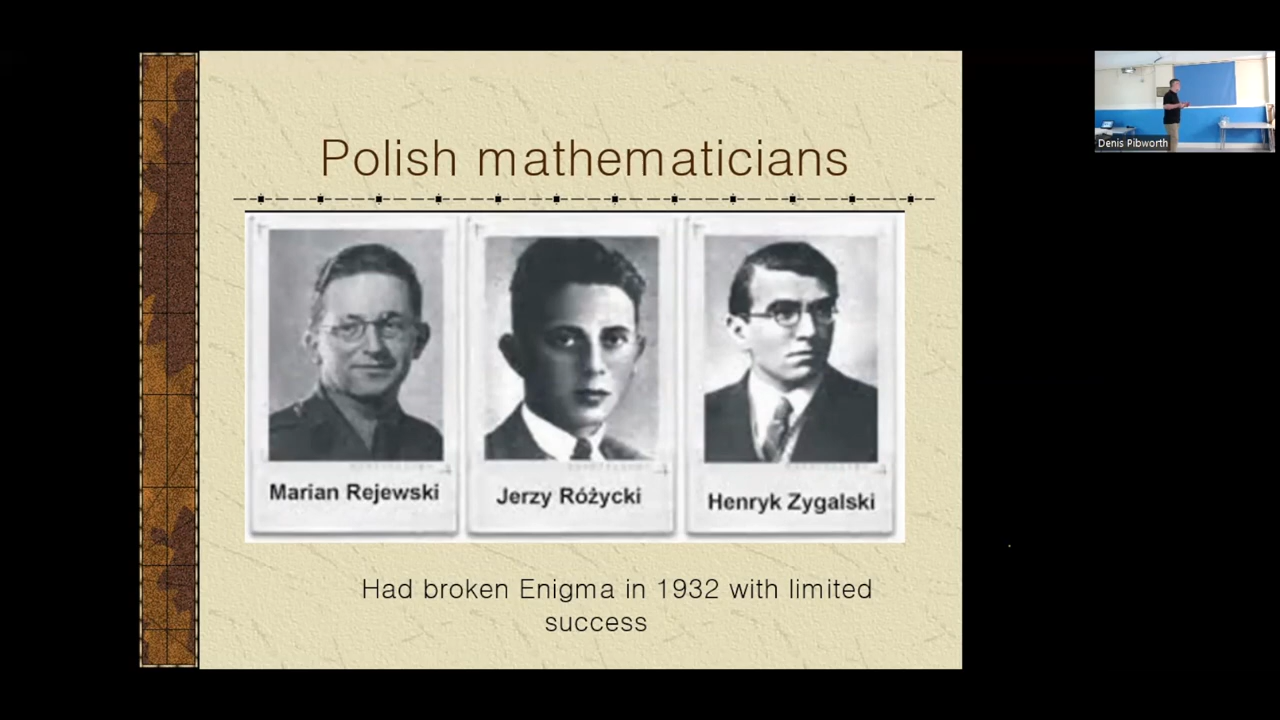 Polish mathematicians
Marian Rejewski
Jerzy Różycki
Henryk Zygalski
Had broken Enigma in 1932 with limited
success
Denis Pibworth